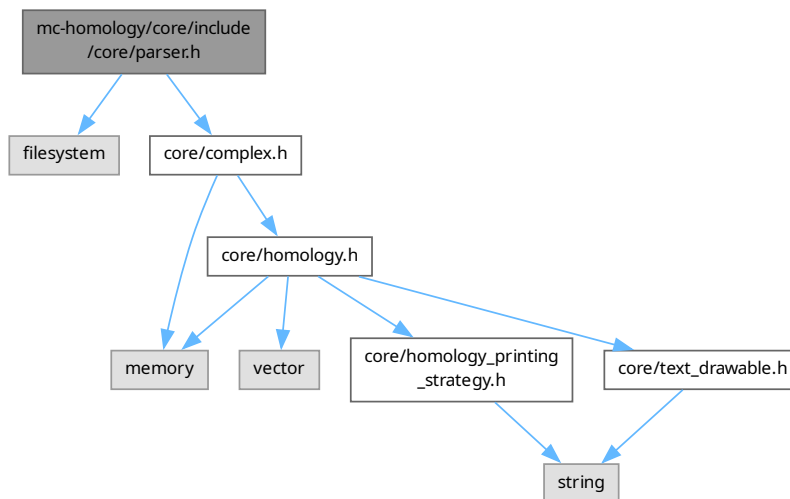 mc-homology/core/include
/core/parser.h
filesystem
core/complex.h
core/homology.h
memory
vector
core/homology_printing
_strategy.h
core/text_drawable.h
string